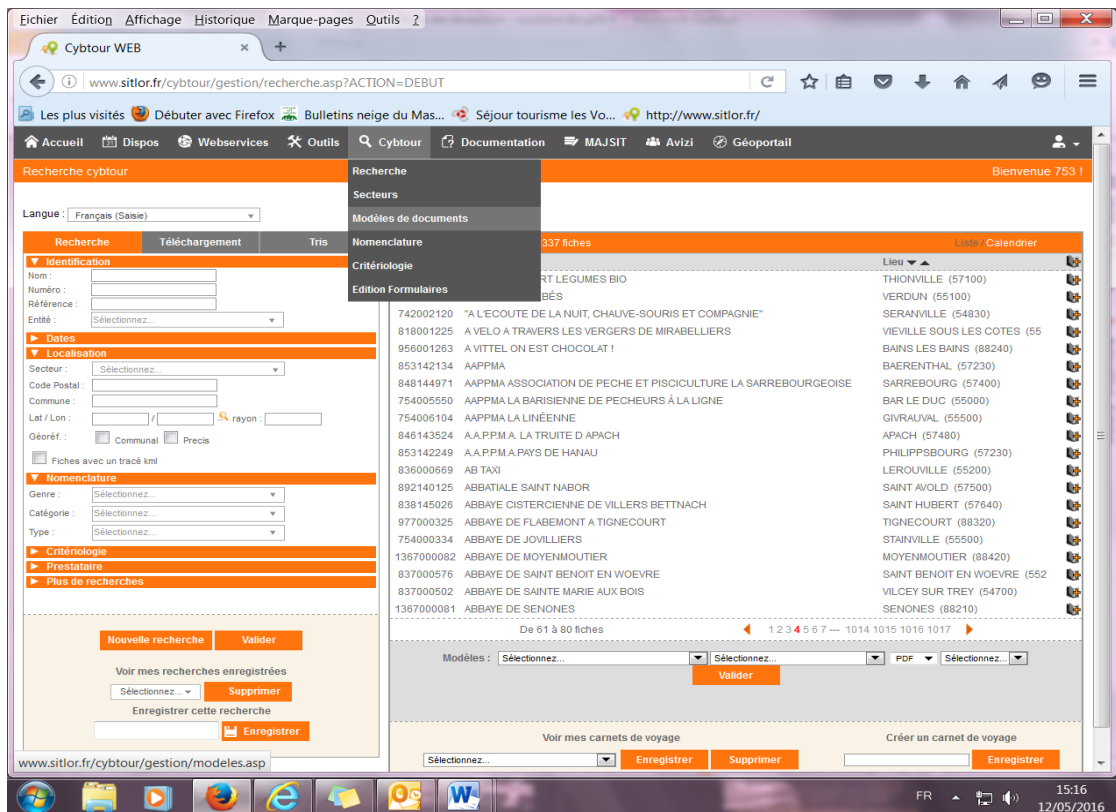 Eichier Édition Affichage Historique Marque-pages Outils ?
Cybtour WEB × +
www.sitlor.fr/cybtour/gestion/recherche.asp?ACTION=DEBUT
Les plus visités Débuter avec Firefox Bulletins neige du Mas... Séjour tourisme les Vo... http://www.sitlor.fr/
Accueil Dispos Webservices Outils Cybtour Documentation MAJSIT Avizi Géoportail
Recherche cybtour
Bienvenue 753 !
Recherche
Secteurs
Modèles de documents
Nomenclature
Critériologie
Edition Formulaires
Langue : Français (Saisie)
Recherche Téléchargement Tris
337 fiches Liste / Calendrier
Identification
Nom :
Numéro :
Référence :
Entité : Sélectionnez...
Dates
Localisation
Secteur : Sélectionnez...
Code Postal :
Commune :
Lat / Lon : / rayon :
Géoréf. : Communal Precis
Fiches avec un tracé kml
Nomenclature
Genre : Sélectionnez...
Catégorie : Sélectionnez...
Type : Sélectionnez...
Critériologie
Prestataire
Plus de recherches
Nouvelle recherche Valider
Voir mes recherches enregistrées
Sélectionnez... Supprimer
Enregistrer cette recherche
Enregistrer
Lieu
RT LEGUMES BIO THIONVILLE (57100)
BÉS VERDUN (55100)
742002120 "A L'ECOUTE DE LA NUIT, CHAUVE-SOURIS ET COMPAGNIE" SERANVILLE (54830)
818001225 A VELO A TRAVERS LES VERGERS DE MIRABELLIERS VIEVILLE SOUS LES COTES (55
956001263 A VITTEL ON EST CHOCOLAT ! BAINS LES BAINS (88240)
853142134 AAPPMA BAERENTHAL (57230)
848144971 AAPPMA ASSOCIATION DE PECHE ET PISCICULTURE LA SARREBOURGEOISE SARREBOURG (57400)
754005550 AAPPMA LA BARISIENNE DE PECHEURS À LA LIGNE BAR LE DUC (55000)
754006104 AAPPMA LA LINÉENNE GIVRAUVAL (55500)
846143524 A.A.P.P.M.A. LA TRUITE D APACH APACH (57480)
853142249 A.A.P.P.M.A.PAYS DE HANAU PHILIPPSBOURG (57230)
836000669 AB TAXI LEROUVILLE (55200)
892140125 ABBATIALE SAINT NABOR SAINT AVOLD (57500)
838145026 ABBAYE CISTERCIENNE DE VILLERS BETTNACH SAINT HUBERT (57640)
977000325 ABBAYE DE FLABEMONT A TIGNECOURT TIGNECOURT (88320)
754000334 ABBAYE DE JOVILLIERS STAINVILLE (55500)
1367000082 ABBAYE DE MOYENMOUTIER MOYENMOUTIER (88420)
837000576 ABBAYE DE SAINT BENOIT EN WOEVRE SAINT BENOIT EN WOEVRE (552
837000502 ABBAYE DE SAINTE MARIE AUX BOIS VILCEY SUR TREY (54700)
1367000081 ABBAYE DE SENONES SENONES (88210)
De 61 à 80 fiches 1 2 3 4 5 6 7 --- 1014 1015 1016 1017
Modèles : Sélectionnez... Sélectionnez... PDF Sélectionnez...
Valider
Voir mes carnets de voyage Créer un carnet de voyage
Sélectionnez... Enregistrer Supprimer Enregistrer
www.sitlor.fr/cybtour/gestion/modeles.asp
FR 15:16
12/05/2016